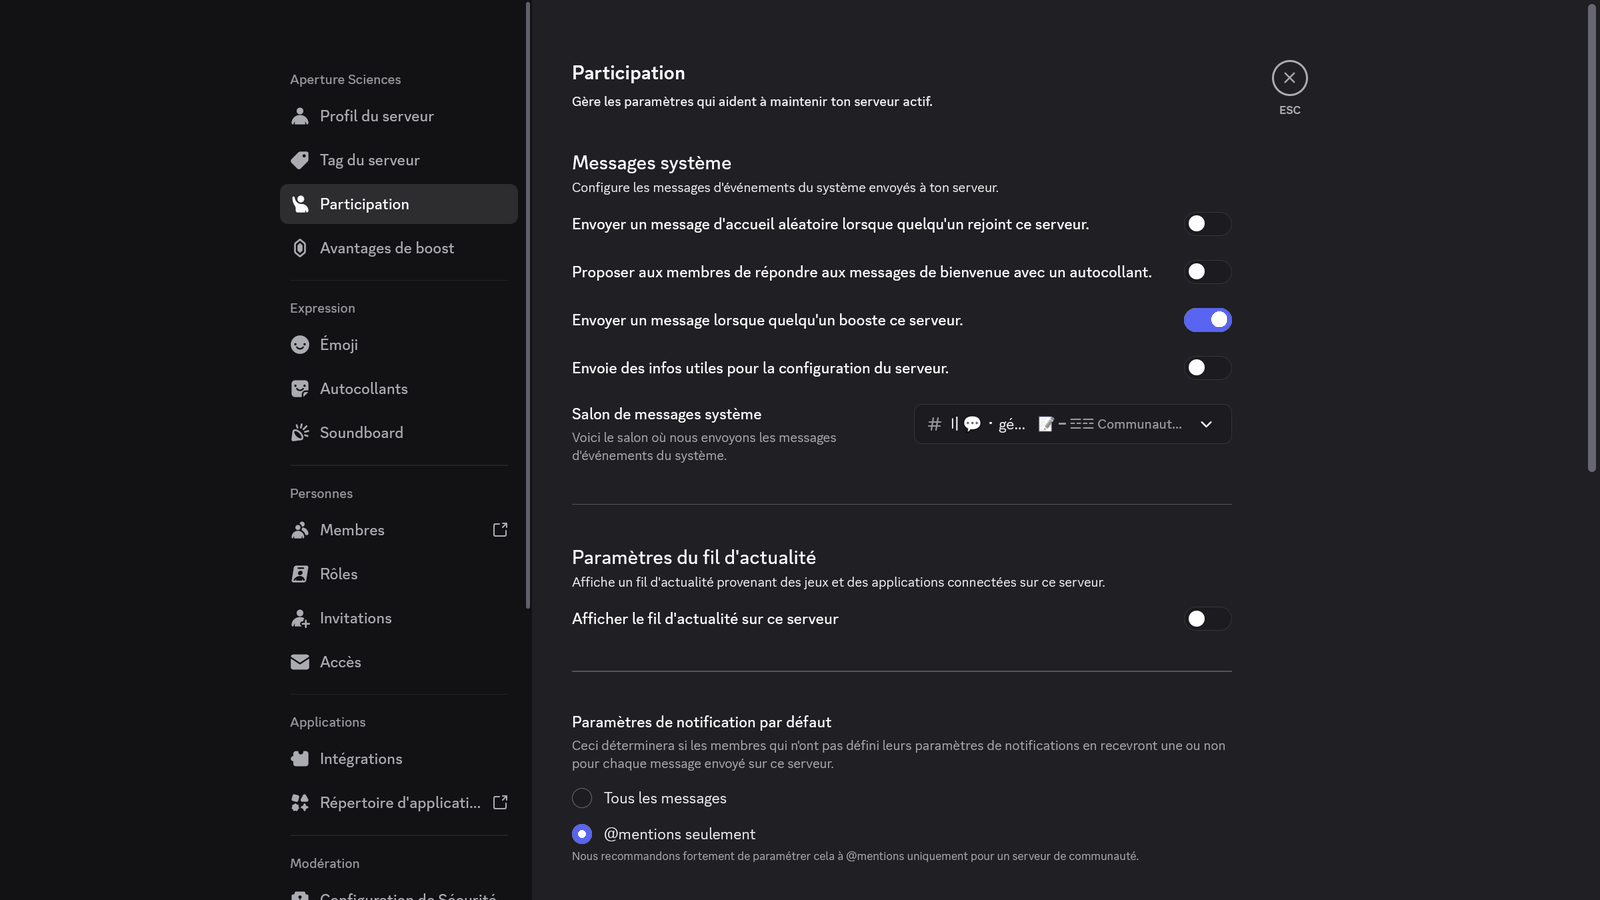 Aperture Sciences
Profil du serveur
Tag du serveur
Participation
Avantages de boost
Expression
Émoji
Autocollants
Soundboard
Personnes
Membres
Rôles
Invitations
Accès
Applications
Intégrations
Répertoire d'applicati...
Modération
Configuration de Sécurité
Participation
Gère les paramètres qui aident à maintenir ton serveur actif.
ESC
Messages système
Configure les messages d'événements du système envoyés à ton serveur.
Envoyer un message d'accueil aléatoire lorsque quelqu'un rejoint ce serveur.
Proposer aux membres de répondre aux messages de bienvenue avec un autocollant.
Envoyer un message lorsque quelqu'un booste ce serveur.
Envoie des infos utiles pour la configuration du serveur.
Salon de messages système
Voici le salon où nous envoyons les messages
d'événements du système.
# 💬・gé... 📝 – ☲☲ Communaut...
Paramètres du fil d'actualité
Affiche un fil d'actualité provenant des jeux et des applications connectées sur ce serveur.
Afficher le fil d'actualité sur ce serveur
Paramètres de notification par défaut
Ceci déterminera si les membres qui n'ont pas défini leurs paramètres de notifications en recevront une ou non
pour chaque message envoyé sur ce serveur.
Tous les messages
@mentions seulement
Nous recommandons fortement de paramétrer cela à @mentions uniquement pour un serveur de communauté.